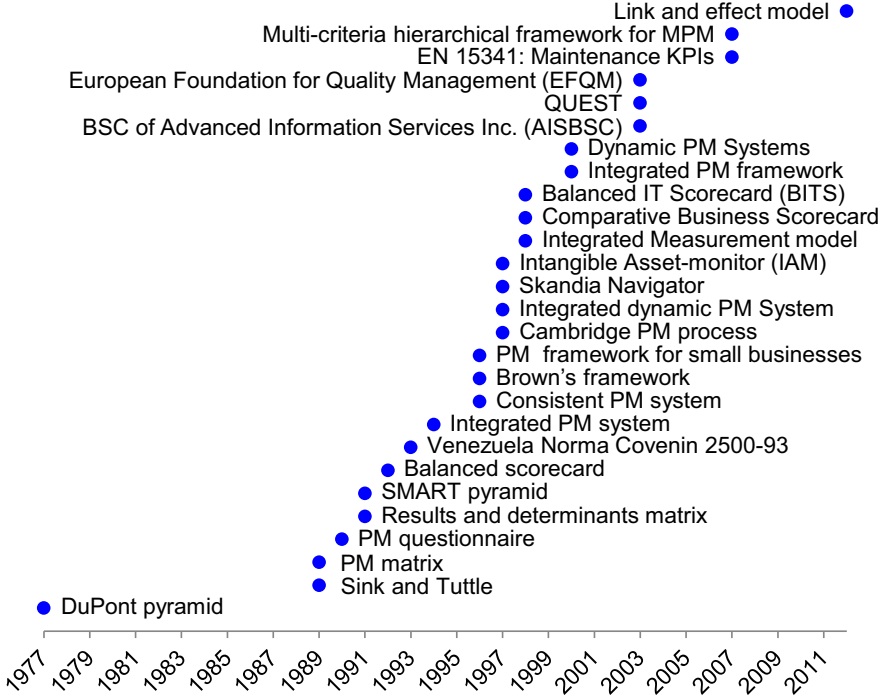 Link and effect model
Multi-criteria hierarchical framework for MPM
EN 15341: Maintenance KPIs
European Foundation for Quality Management (EFQM)
QUEST
BSC of Advanced Information Services Inc. (AISBSC)
Dynamic PM Systems
Integrated PM framework
Balanced IT Scorecard (BITS)
Comparative Business Scorecard
Integrated Measurement model
Intangible Asset-monitor (IAM)
Skandia Navigator
Integrated dynamic PM System
Cambridge PM process
PM  framework for small businesses
Brown’s framework
Consistent PM system
Integrated PM system
Venezuela Norma Covenin 2500-93
Balanced scorecard
SMART pyramid
Results and determinants matrix
PM questionnaire
PM matrix
Sink and Tuttle
DuPont pyramid
1977 1979 1981 1983 1985 1987 1989 1991 1993 1995 1997 1999 2001 2003 2005 2007 2009 2011